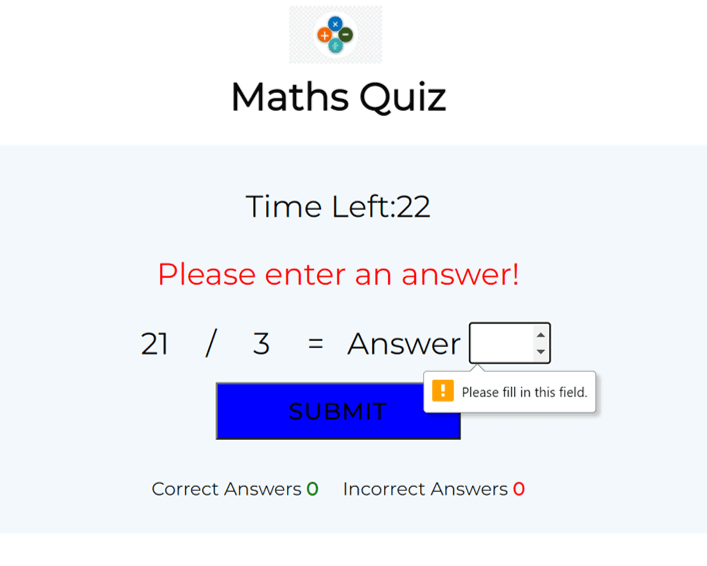 Maths Quiz
Time Left:22
Please enter an answer!
21 / 3 = Answer
Please fill in this field.
SUBMIT
Correct Answers 0 Incorrect Answers 0